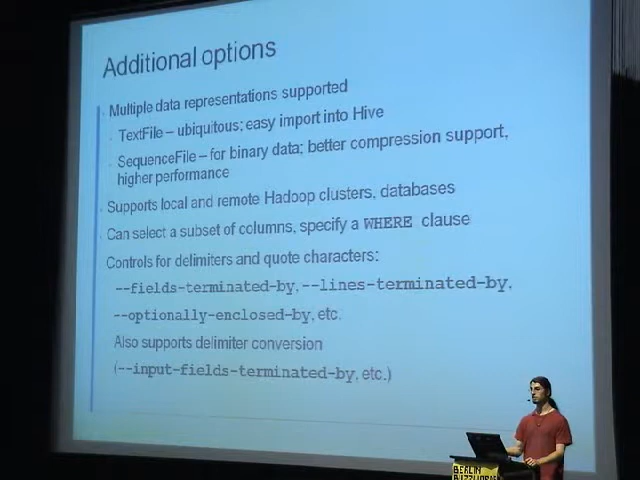 Additional options
Multiple data representations supported
TextFile – ubiquitous; easy import into Hive
SequenceFile – for binary data; better compression support,
higher performance
Supports local and remote Hadoop clusters, databases
Can select a subset of columns, specify a WHERE clause
Controls for delimiters and quote characters:
--fields-terminated-by, --lines-terminated-by,
--optionally-enclosed-by, etc.
Also supports delimiter conversion
(--input-fields-terminated-by, etc.)
BERLIN
BUZZWORDS